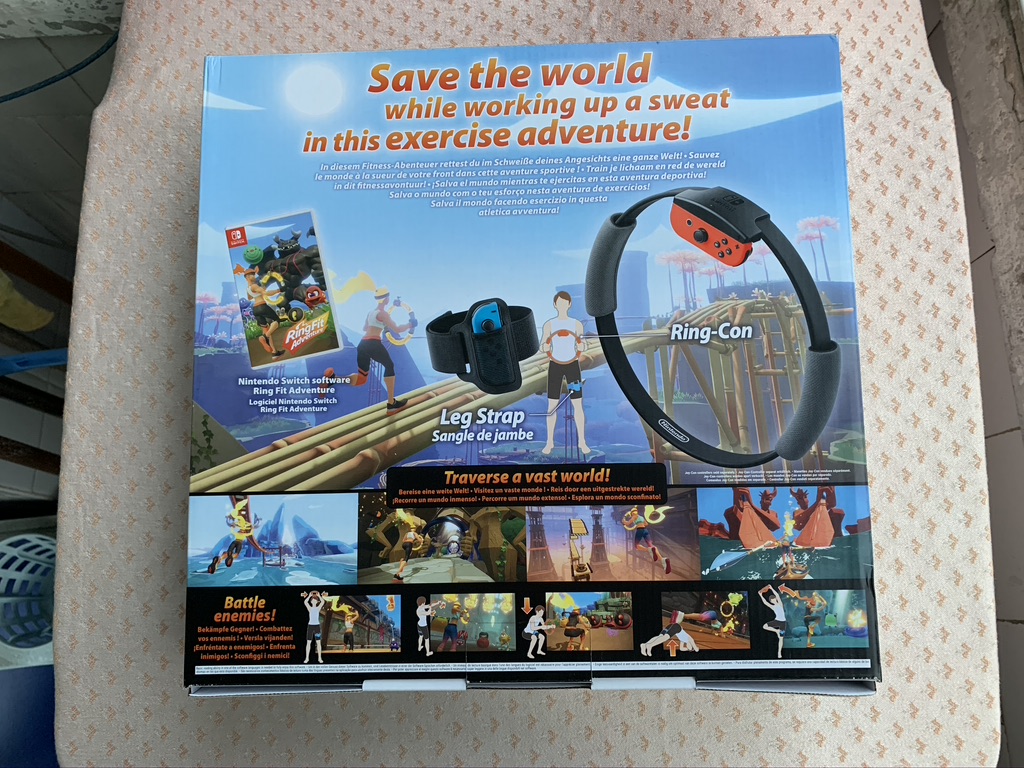 Save the world
while working up a sweat
in this exercise adventure!
In diesem Fitness-Abenteuer rettest du im Schweiße deines Angesichts eine ganze Welt! • Sauvez
le monde à la sueur de votre front dans cette aventure sportive ! • Train je lichaam en red de wereld
in dit fitnessavontuur! • ¡Salva el mundo mientras te ejercitas en esta aventura deportiva!
Salva o mundo com o teu esforço nesta aventura de exercícios!
Salva il mondo facendo esercizio in questa
atletica avventura!
RingFit
Adventure
Nintendo Switch software
Ring Fit Adventure
Logiciel Nintendo Switch
Ring Fit Adventure
Leg Strap
Sangle de jambe
Ring-Con
Nintendo
Traverse a vast world!
Bereise eine weite Welt! • Visitez un vaste monde ! • Reis door een uitgestrekte wereld!
¡Recorre un mundo inmenso! • Percorre um mundo extenso! • Esplora un mondo sconfinato!
Battle
enemies!
Bekämpfe Gegner! • Combattez
vos ennemis ! • Versla vijanden!
¡Enfréntate a enemigos! • Enfrenta
inimigos! • Sconfiggi i nemici!